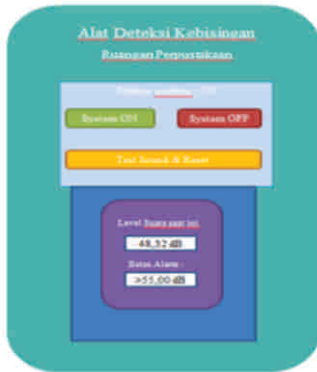 Alat Deteksi Kebisingan
Ruangan Perpustakaan
System ON
System OFF
Test Sound & Reset
Level Suara saat ini
48,32 dB
Batas Alarm :
>55,00 dB